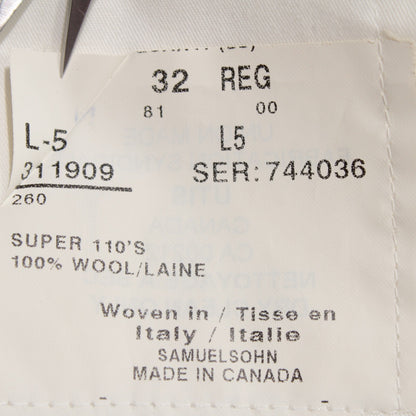 32 REG
81 00
L-5 L5
311909 SER: 744036
260
SUPER 110'S
100% WOOL/LAINE
Woven in / Tisse en
Italy / Italie
SAMUELSOHN
MADE IN CANADA